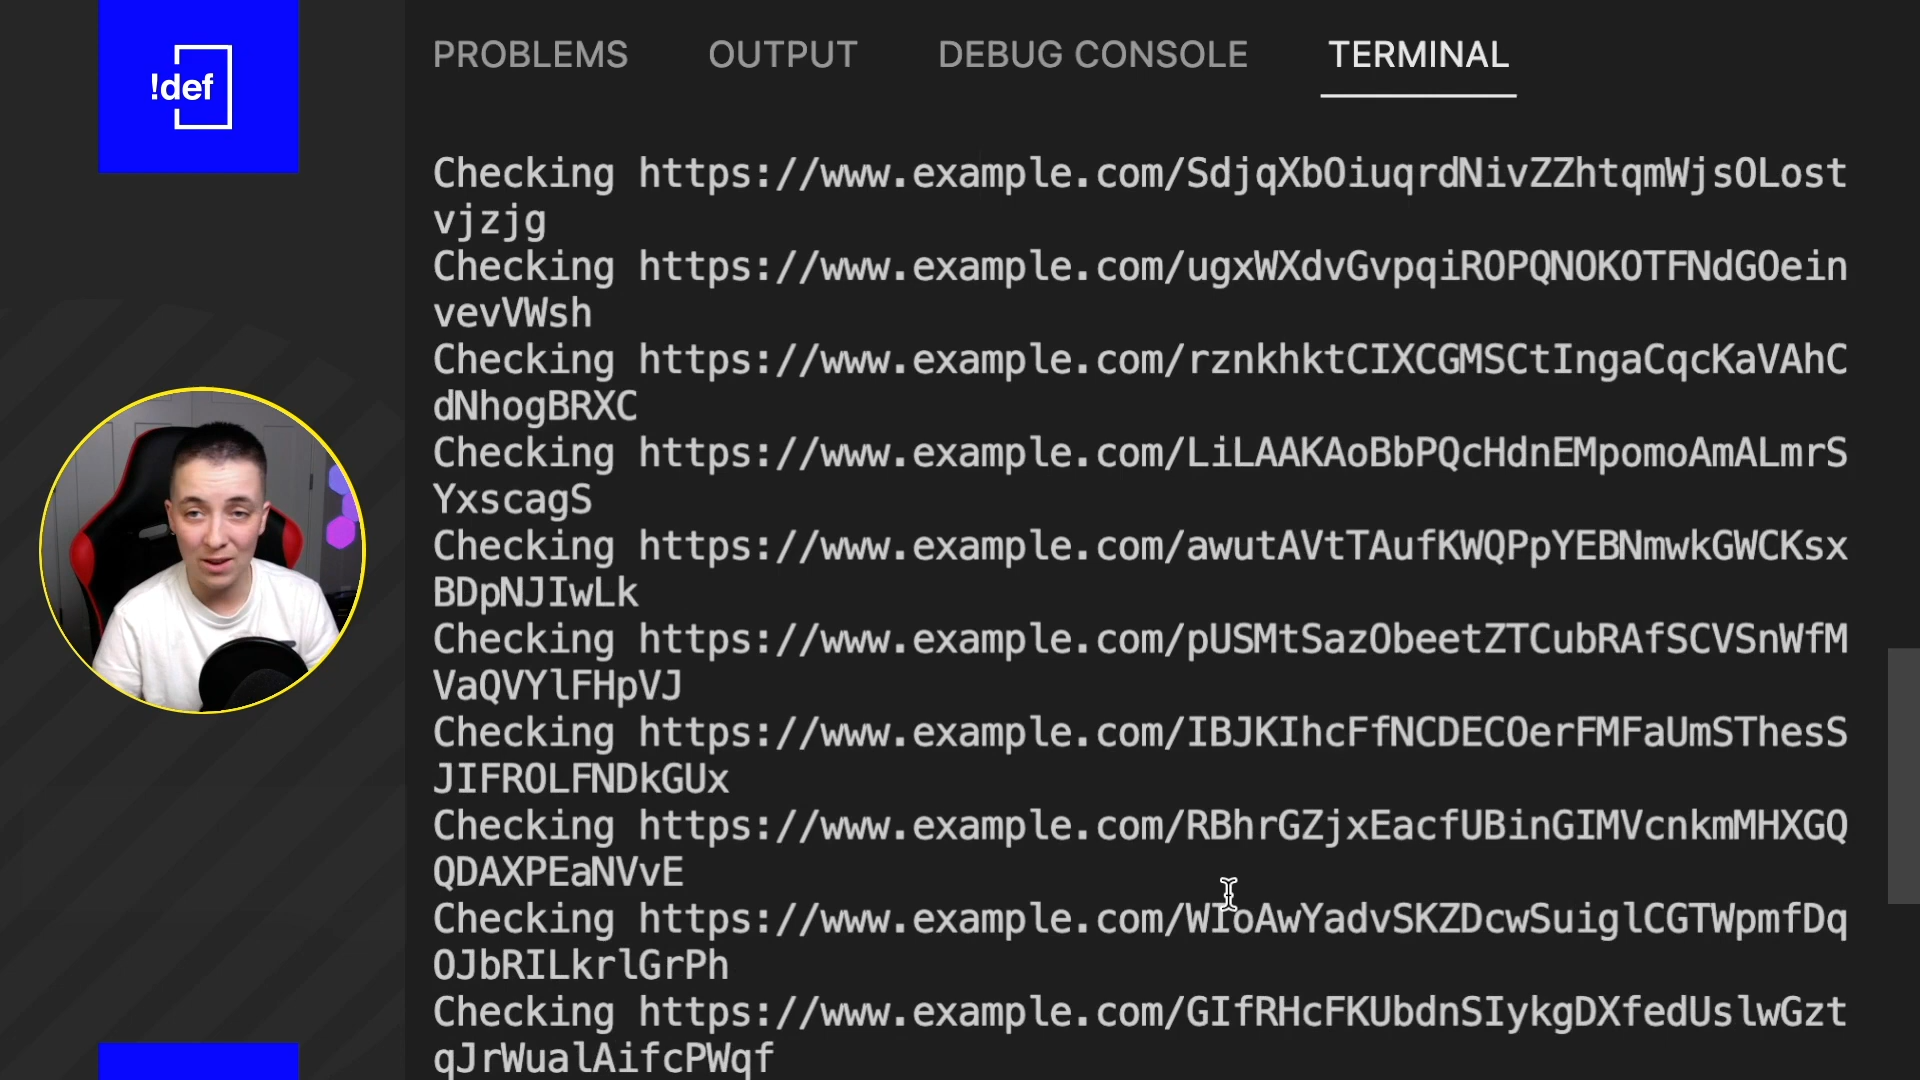 !def
PROBLEMS OUTPUT DEBUG CONSOLE TERMINAL
Checking https://www.example.com/SdjqXbOiuqrdNivZZhtqmWjsOLost
vjzjg
Checking https://www.example.com/ugxWXdvGvpqiROPQNOKOTFNdGOein
vevVWsh
Checking https://www.example.com/rznkhktCIXCGMSCtIngaCqcKaVAhC
dNhogBRXC
Checking https://www.example.com/LiLAAKAoBbPQcHdnEMpomoAmALmrS
YxscagS
Checking https://www.example.com/awutAVtTAufKWQPpYEBNmwkGWCKsx
BDpNJIwLk
Checking https://www.example.com/pUSMtSazObeetZTCubRAfSCVSnWfM
VaQVYlFHpVJ
Checking https://www.example.com/IBJKIhcFfNCDECOerFMFaUmSThesS
JIFROLFNDkGUx
Checking https://www.example.com/RBhrGZjxEacfUBinGIMVcnkmMHXGQ
QDAXPEaNVvE
Checking https://www.example.com/WIoAwYadvSKZDcwSuiglCGTWpmfDq
OJbRILkrlGrPh
Checking https://www.example.com/GIfRHcFKUbdnSIykgDXfedUslwGzt
qJrWualAifcPWqf